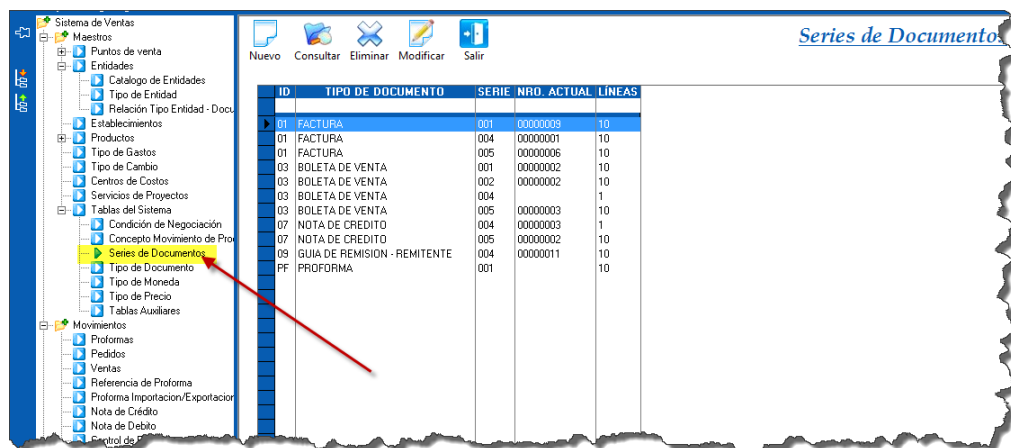 Sistema de Ventas
Maestros
Puntos de venta
Entidades
Catalogo de Entidades
Tipo de Entidad
Relación Tipo Entidad - Docu
Establecimientos
Productos
Tipo de Gastos
Tipo de Cambio
Centros de Costos
Servicios de Proyectos
Tablas del Sistema
Condición de Negociación
Concepto Movimiento de Pro
Series de Documentos
Tipo de Documento
Tipo de Moneda
Tipo de Precio
Tablas Auxiliares
Movimientos
Proformas
Pedidos
Ventas
Referencia de Proforma
Proforma Importacion/Exportacion
Nota de Crédito
Nota de Debito
Nuevo Consultar Eliminar Modificar Salir
Series de Documentos
ID TIPO DE DOCUMENTO SERIE NRO. ACTUAL LÍNEAS
01 FACTURA 001 00000009 10
01 FACTURA 004 00000001 10
01 FACTURA 005 00000006 10
03 BOLETA DE VENTA 001 00000002 10
03 BOLETA DE VENTA 002 00000002 10
03 BOLETA DE VENTA 004 1
03 BOLETA DE VENTA 005 00000003 10
07 NOTA DE CREDITO 004 00000003 1
07 NOTA DE CREDITO 005 00000002 10
09 GUIA DE REMISION - REMITENTE 004 00000011 10
PF PROFORMA 001 10